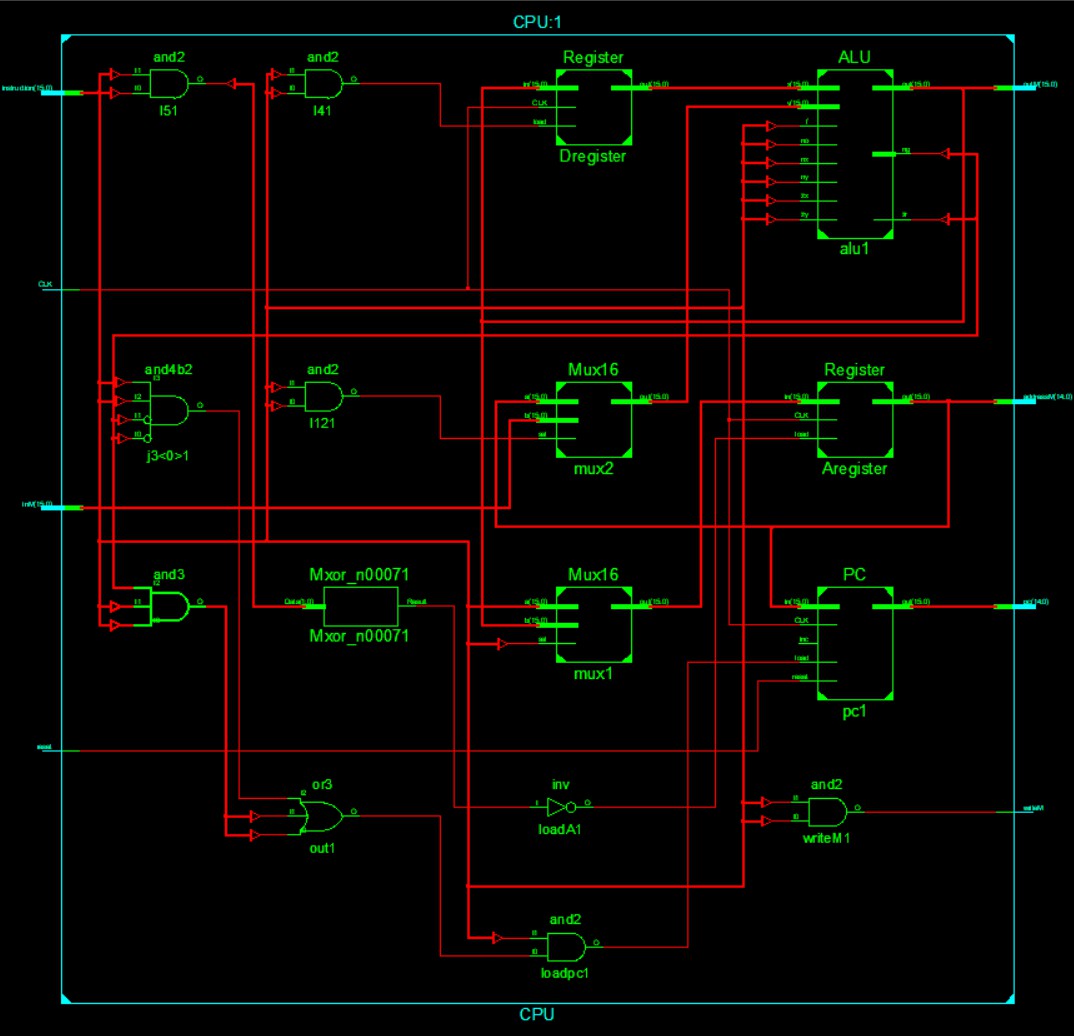 CPU:1
and2
and2
Register
ALU
instruction(15:0)
I1
I0
O
I1
I0
O
in(15:0)
out(15:0)
x(15:0)
out(15:0)
outM(15:0)
y(15:0)
CLK
load
f
no
nx
ny
zx
zy
ng
zr
I51
I41
Dregister
alu1
CLK
and4b2
and2
Mux16
Register
I3
I2
I1
I0
O
I1
I0
O
a(15:0)
b(15:0)
sel
out(15:0)
in(15:0)
CLK
load
out(15:0)
addressM(14:0)
I121
j3<0>1
mux2
Aregister
inM(15:0)
and3
Mxor_n00071
Mux16
PC
I2
I1
I0
O
Data(1:0)
Result
a(15:0)
b(15:0)
sel
out(15:0)
in(15:0)
CLK
inc
load
reset
out(15:0)
pc(14:0)
Mxor_n00071
mux1
pc1
reset
or3
inv
and2
I2
I1
I0
O
I
O
I1
I0
O
writeM
out1
loadA1
writeM1
and2
I1
I0
O
loadpc1
CPU